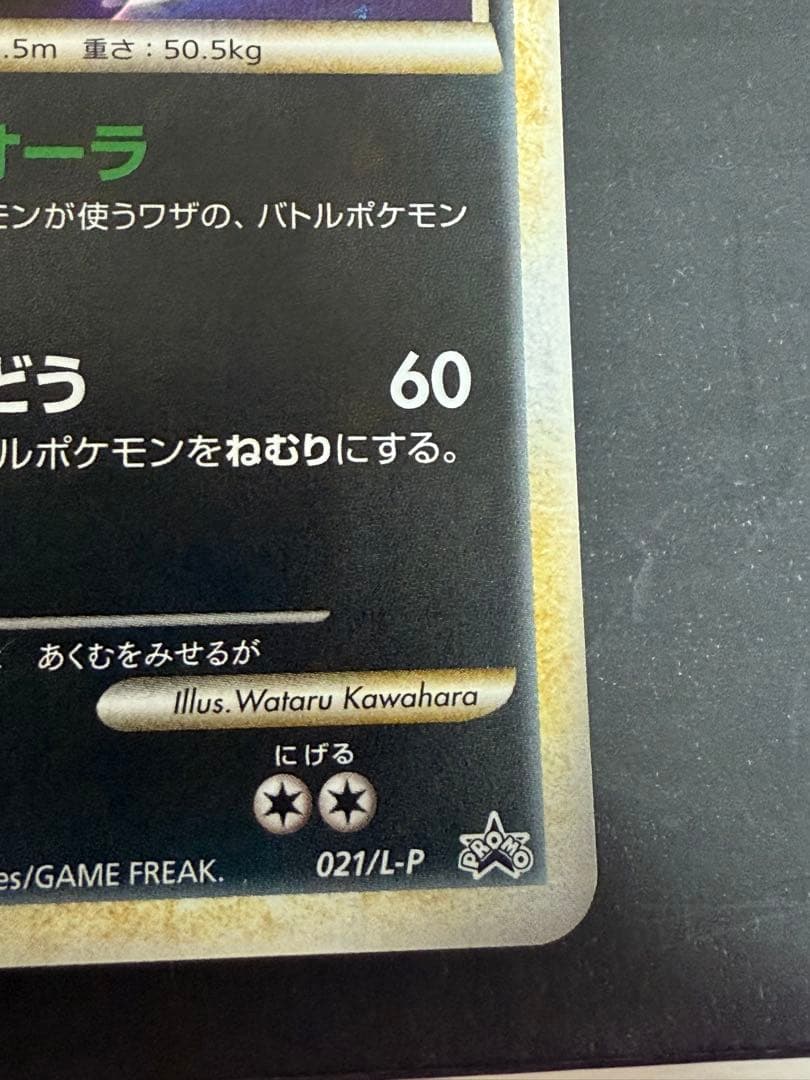 .5m 重さ：50.5kg
オーラ
モンが使うワザの、バトルポケモン
どう 60
ルポケモンをねむりにする。
あくむをみせるが
Illus. Wataru Kawahara
にげる
es/GAME FREAK. 021/L-P PROMO